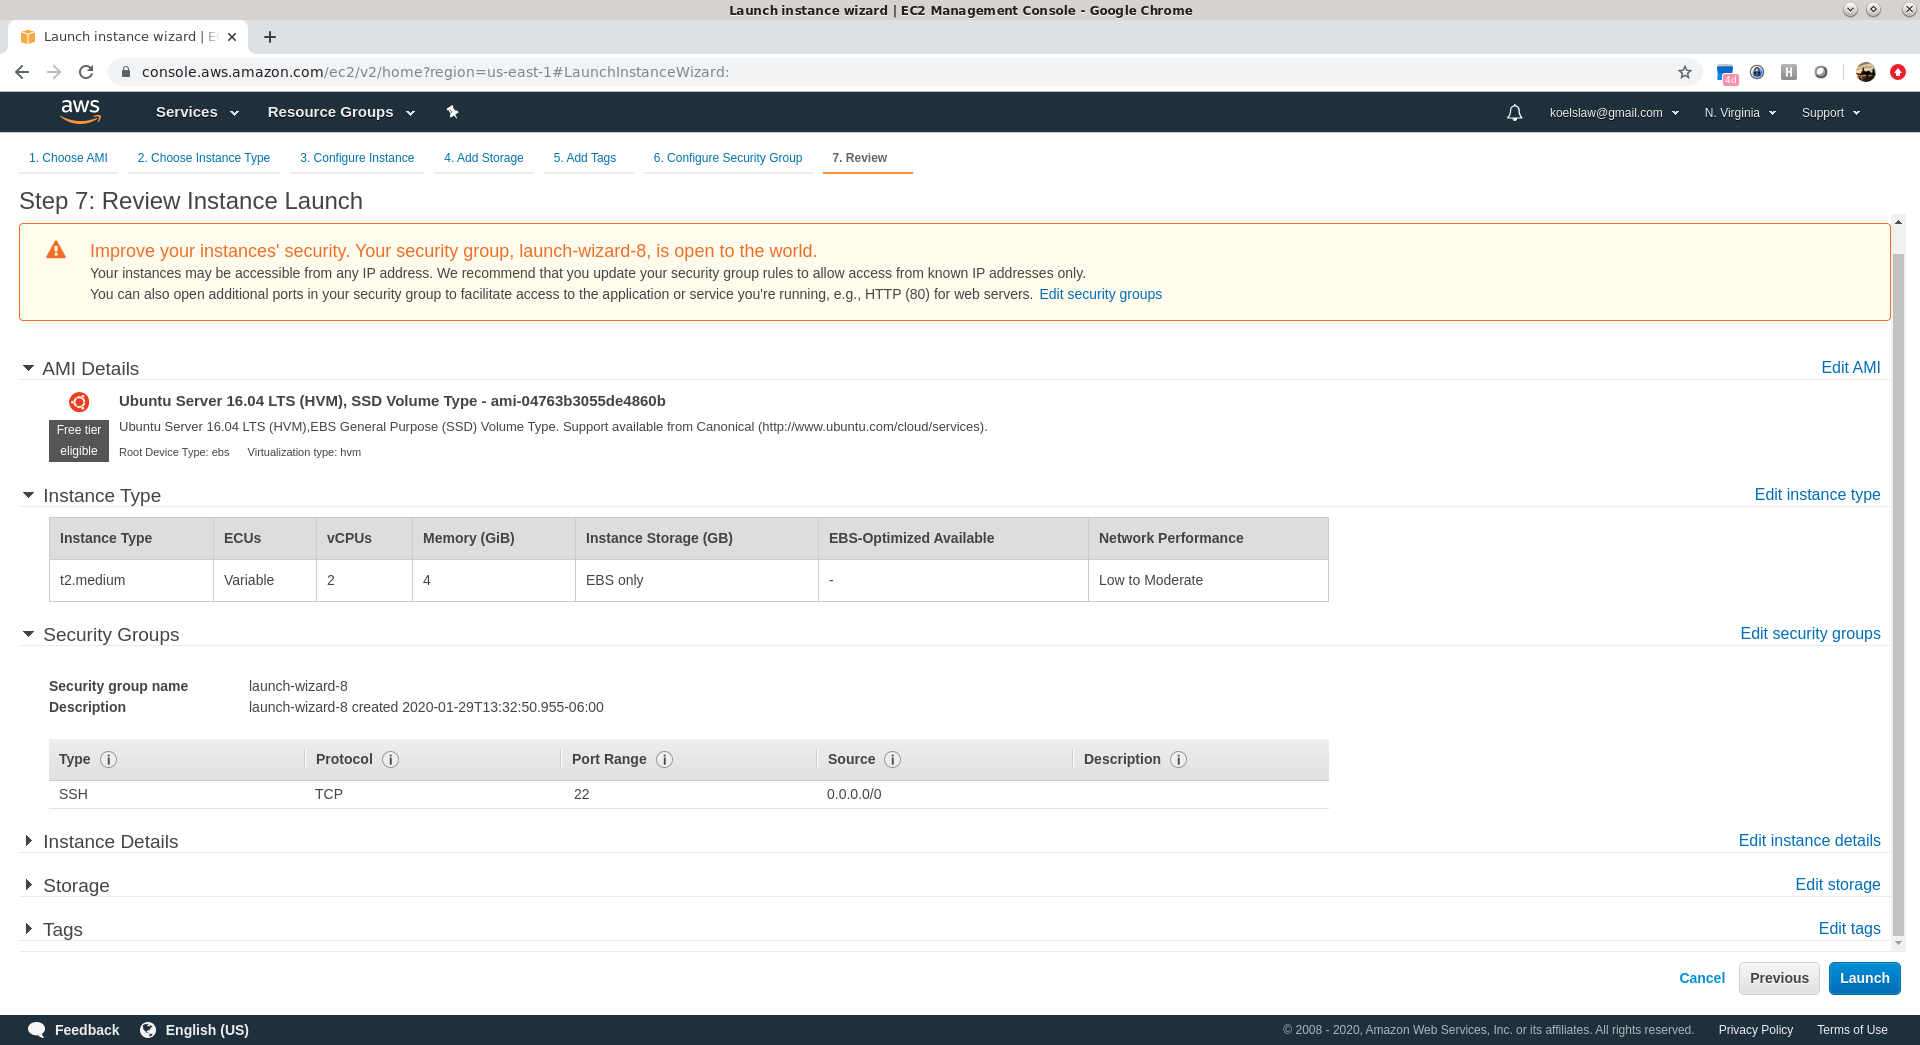 Launch instance wizard | EC2 Management Console - Google Chrome
Launch instance wizard | E
console.aws.amazon.com/ec2/v2/home?region=us-east-1#LaunchInstanceWizard:
4d
H
aws Services Resource Groups koelslaw@gmail.com N. Virginia Support
1. Choose AMI 2. Choose Instance Type 3. Configure Instance 4. Add Storage 5. Add Tags 6. Configure Security Group 7. Review
Step 7: Review Instance Launch
Improve your instances' security. Your security group, launch-wizard-8, is open to the world.
Your instances may be accessible from any IP address. We recommend that you update your security group rules to allow access from known IP addresses only.
You can also open additional ports in your security group to facilitate access to the application or service you're running, e.g., HTTP (80) for web servers. Edit security groups
AMI Details Edit AMI
Ubuntu Server 16.04 LTS (HVM), SSD Volume Type - ami-04763b3055de4860b
Free tier
eligible
Ubuntu Server 16.04 LTS (HVM),EBS General Purpose (SSD) Volume Type. Support available from Canonical (http://www.ubuntu.com/cloud/services).
Root Device Type: ebs Virtualization type: hvm
Instance Type Edit instance type
Instance Type ECUs vCPUs Memory (GiB) Instance Storage (GB) EBS-Optimized Available Network Performance
t2.medium Variable 2 4 EBS only - Low to Moderate
Security Groups Edit security groups
Security group name launch-wizard-8
Description launch-wizard-8 created 2020-01-29T13:32:50.955-06:00
Type i Protocol i Port Range i Source i Description i
SSH TCP 22 0.0.0.0/0
Instance Details Edit instance details
Storage Edit storage
Tags Edit tags
Cancel Previous Launch
Feedback English (US) © 2008 - 2020, Amazon Web Services, Inc. or its affiliates. All rights reserved. Privacy Policy Terms of Use